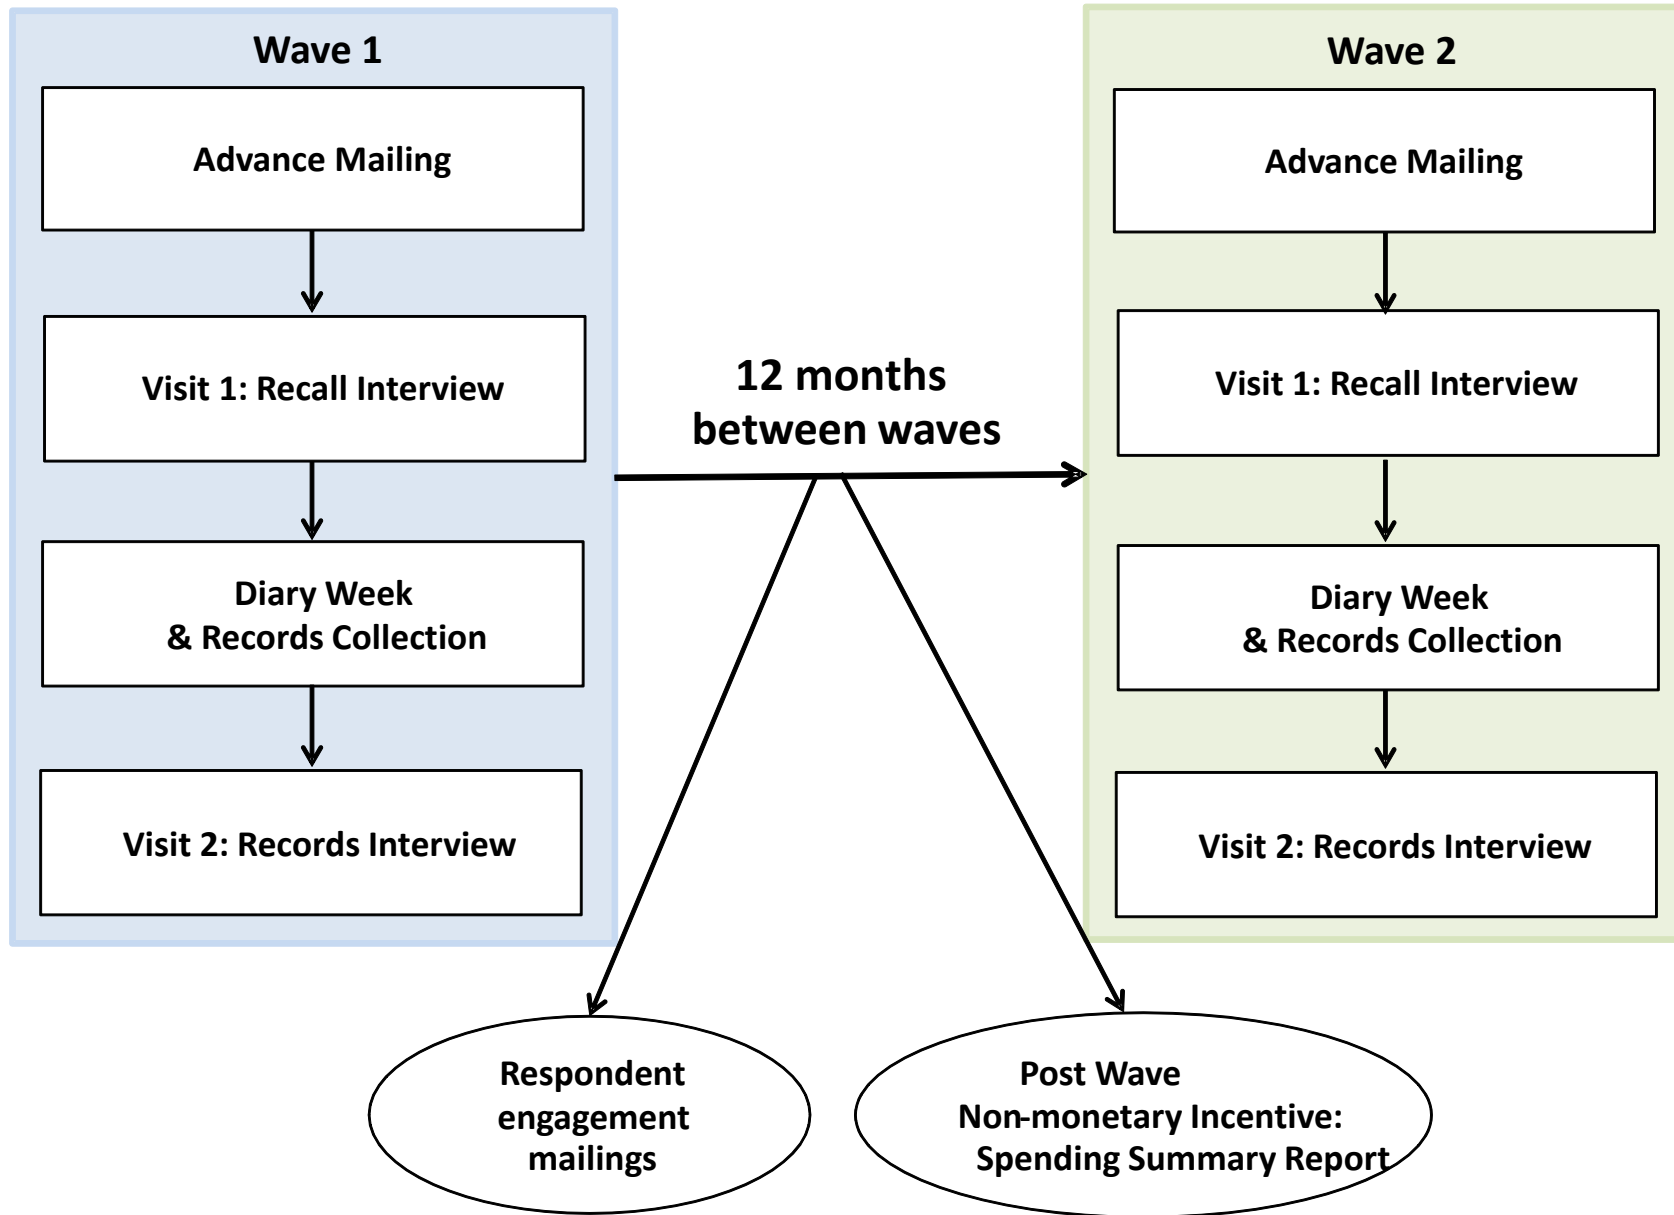 Wave 1
Advance Mailing
Visit 1: Recall Interview
Diary Week
& Records Collection
Visit 2: Records Interview
12 months
between waves
Wave 2
Advance Mailing
Visit 1: Recall Interview
Diary Week
& Records Collection
Visit 2: Records Interview
Respondent
engagement
mailings
Post Wave
Non-monetary Incentive:
Spending Summary Report